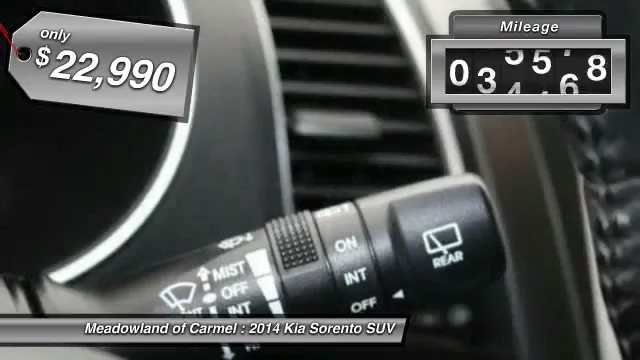 only
$22,990
Mileage
MIST
OFF
INT
ON
INT
OFF
REAR
Meadowland of Carmel : 2014 Kia Sorento SUV